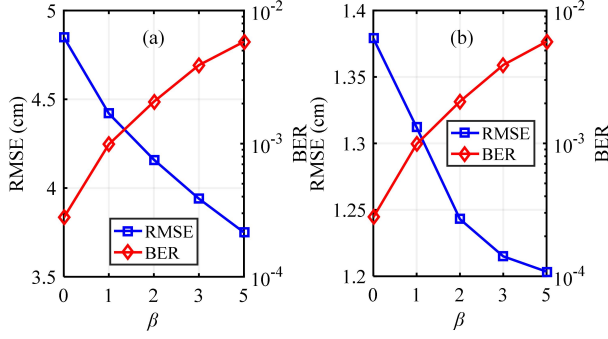 (a)
5
4.5
4
3.5
RMSE (cm)
10⁻²
10⁻³
10⁻⁴
BER
RMSE
BER
0 1 2 3 5
β
(b)
1.4
1.35
1.3
1.25
1.2
RMSE (cm)
10⁻²
10⁻³
10⁻⁴
BER
RMSE
BER
0 1 2 3 5
β